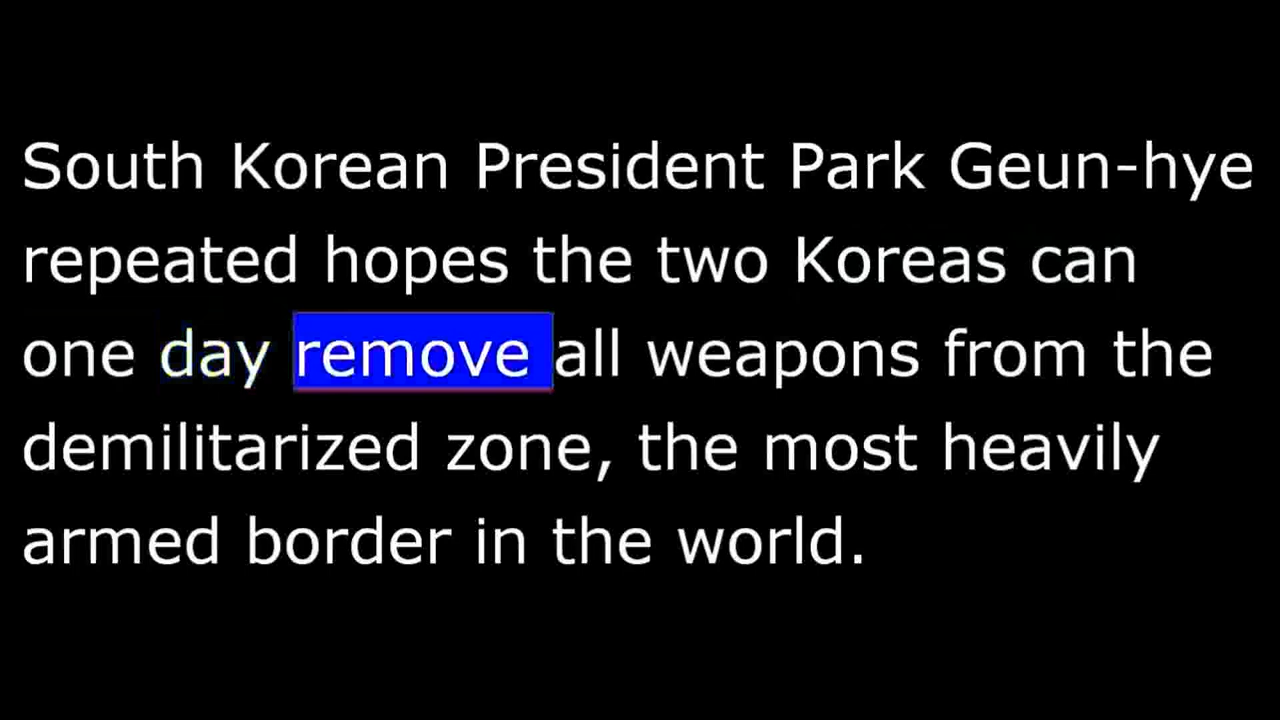 South Korean President Park Geun-hye
repeated hopes the two Koreas can
one day remove all weapons from the
demilitarized zone, the most heavily
armed border in the world.